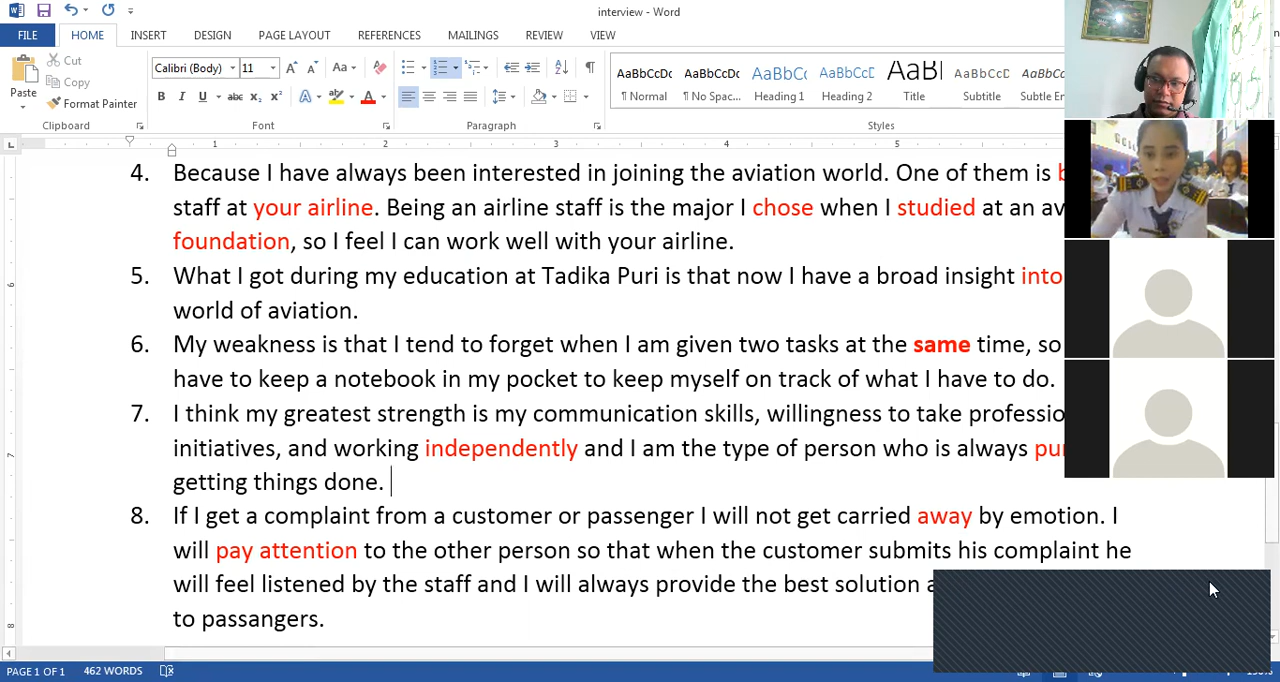 interview - Word
FILE HOME INSERT DESIGN PAGE LAYOUT REFERENCES MAILINGS REVIEW VIEW
Cut
Calibri (Body) 11
Copy
Paste
Format Painter
AaBbCcDc AaBbCcDc AaBbCc AaBbCcC AaBl AaBbCcD
¶ Normal ¶ No Spac... Heading 1 Heading 2 Title Subtitle
Clipboard Font Paragraph Styles
1 2 3 4 5
4. Because I have always been interested in joining the aviation world. One of them is
staff at your airline. Being an airline staff is the major I chose when I studied at an
foundation, so I feel I can work well with your airline.
5. What I got during my education at Tadika Puri is that now I have a broad insight into
world of aviation.
6. My weakness is that I tend to forget when I am given two tasks at the same time, so
have to keep a notebook in my pocket to keep myself on track of what I have to do.
7. I think my greatest strength is my communication skills, willingness to take professio
initiatives, and working independently and I am the type of person who is always
getting things done.
8. If I get a complaint from a customer or passenger I will not get carried away by emotion. I
will pay attention to the other person so that when the customer submits his complaint he
will feel listened by the staff and I will always provide the best solution
to passangers.
PAGE 1 OF 1 462 WORDS